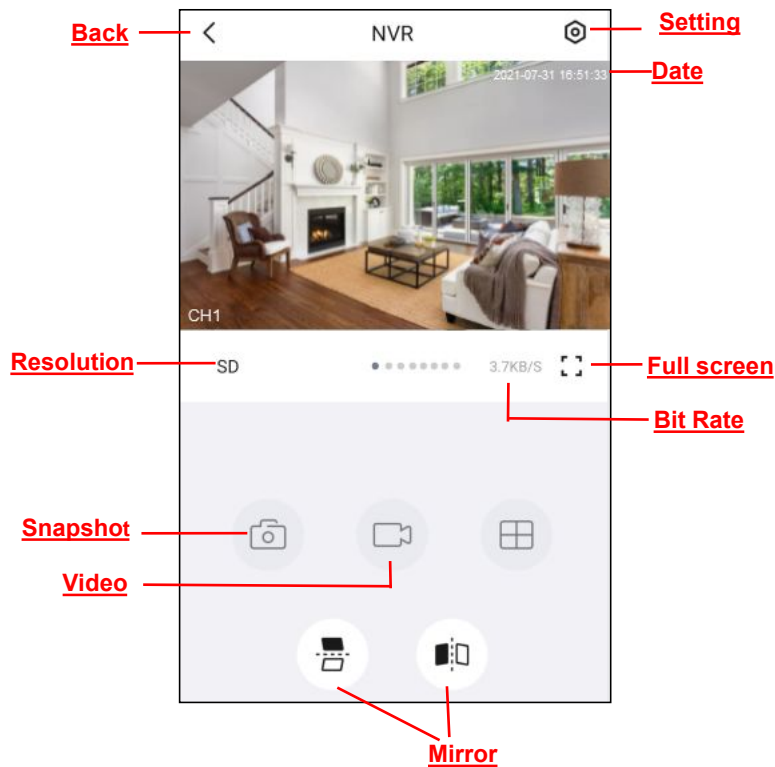 Back
NVR
Setting
2021-07-31 16:51:33
Date
CH1
Resolution
SD
3.7KB/S
Full screen
Bit Rate
Snapshot
Video
Mirror